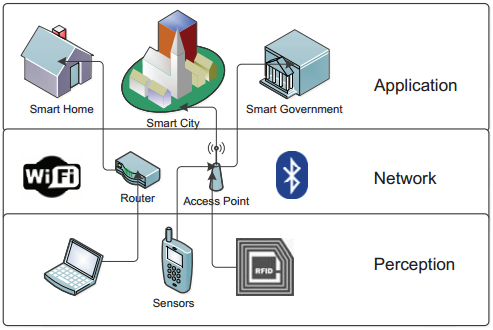 Smart Home
Smart City
Smart Government
Application
WiFi
Router
Access Point
Network
Sensors
RFID
Perception